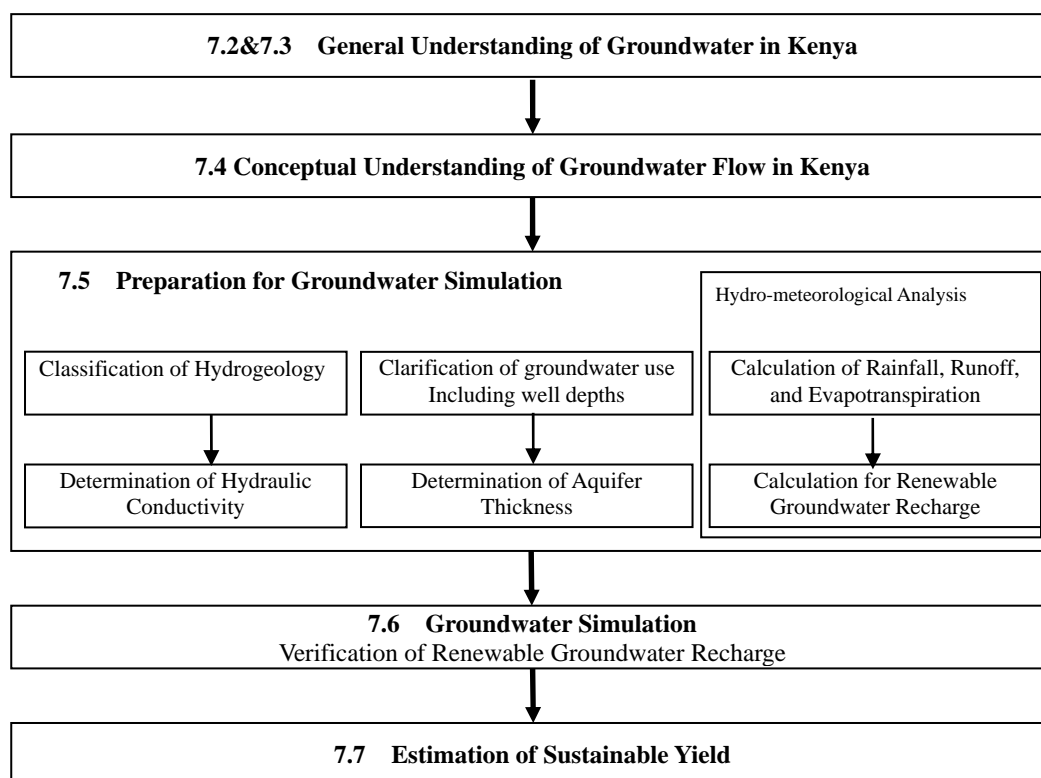 7.2&7.3 General Understanding of Groundwater in Kenya
7.4 Conceptual Understanding of Groundwater Flow in Kenya
7.5 Preparation for Groundwater Simulation
Hydro-meteorological Analysis
Classification of Hydrogeology
Clarification of groundwater use
Including well depths
Calculation of Rainfall, Runoff,
and Evapotranspiration
Determination of Hydraulic
Conductivity
Determination of Aquifer
Thickness
Calculation for Renewable
Groundwater Recharge
7.6 Groundwater Simulation
Verification of Renewable Groundwater Recharge
7.7 Estimation of Sustainable Yield